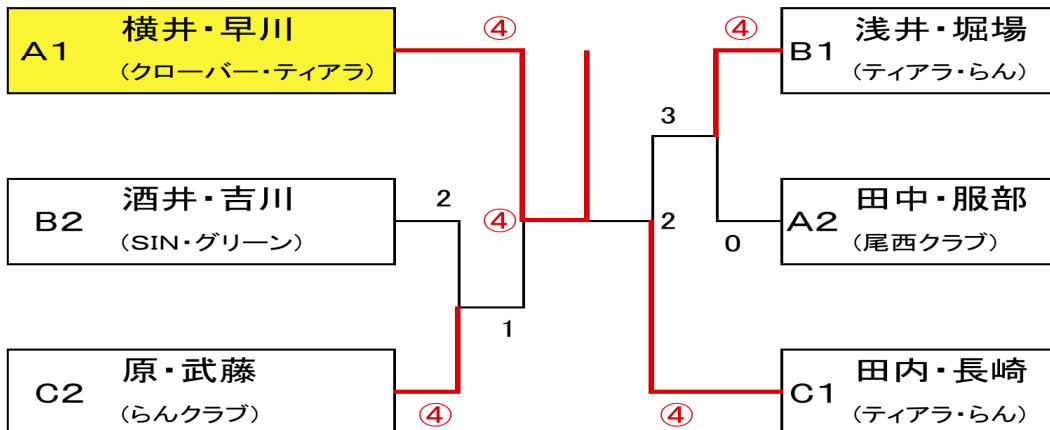 A1
横井・早川
(クローバー・ティアラ)
④
B2
酒井・吉川
(SIN・グリーン)
2
C2
原・武藤
(らんクラブ)
④
1
④
④
B1
浅井・堀場
(ティアラ・らん)
3
A2
田中・服部
(尾西クラブ)
0
2
C1
田内・長崎
(ティアラ・らん)
④